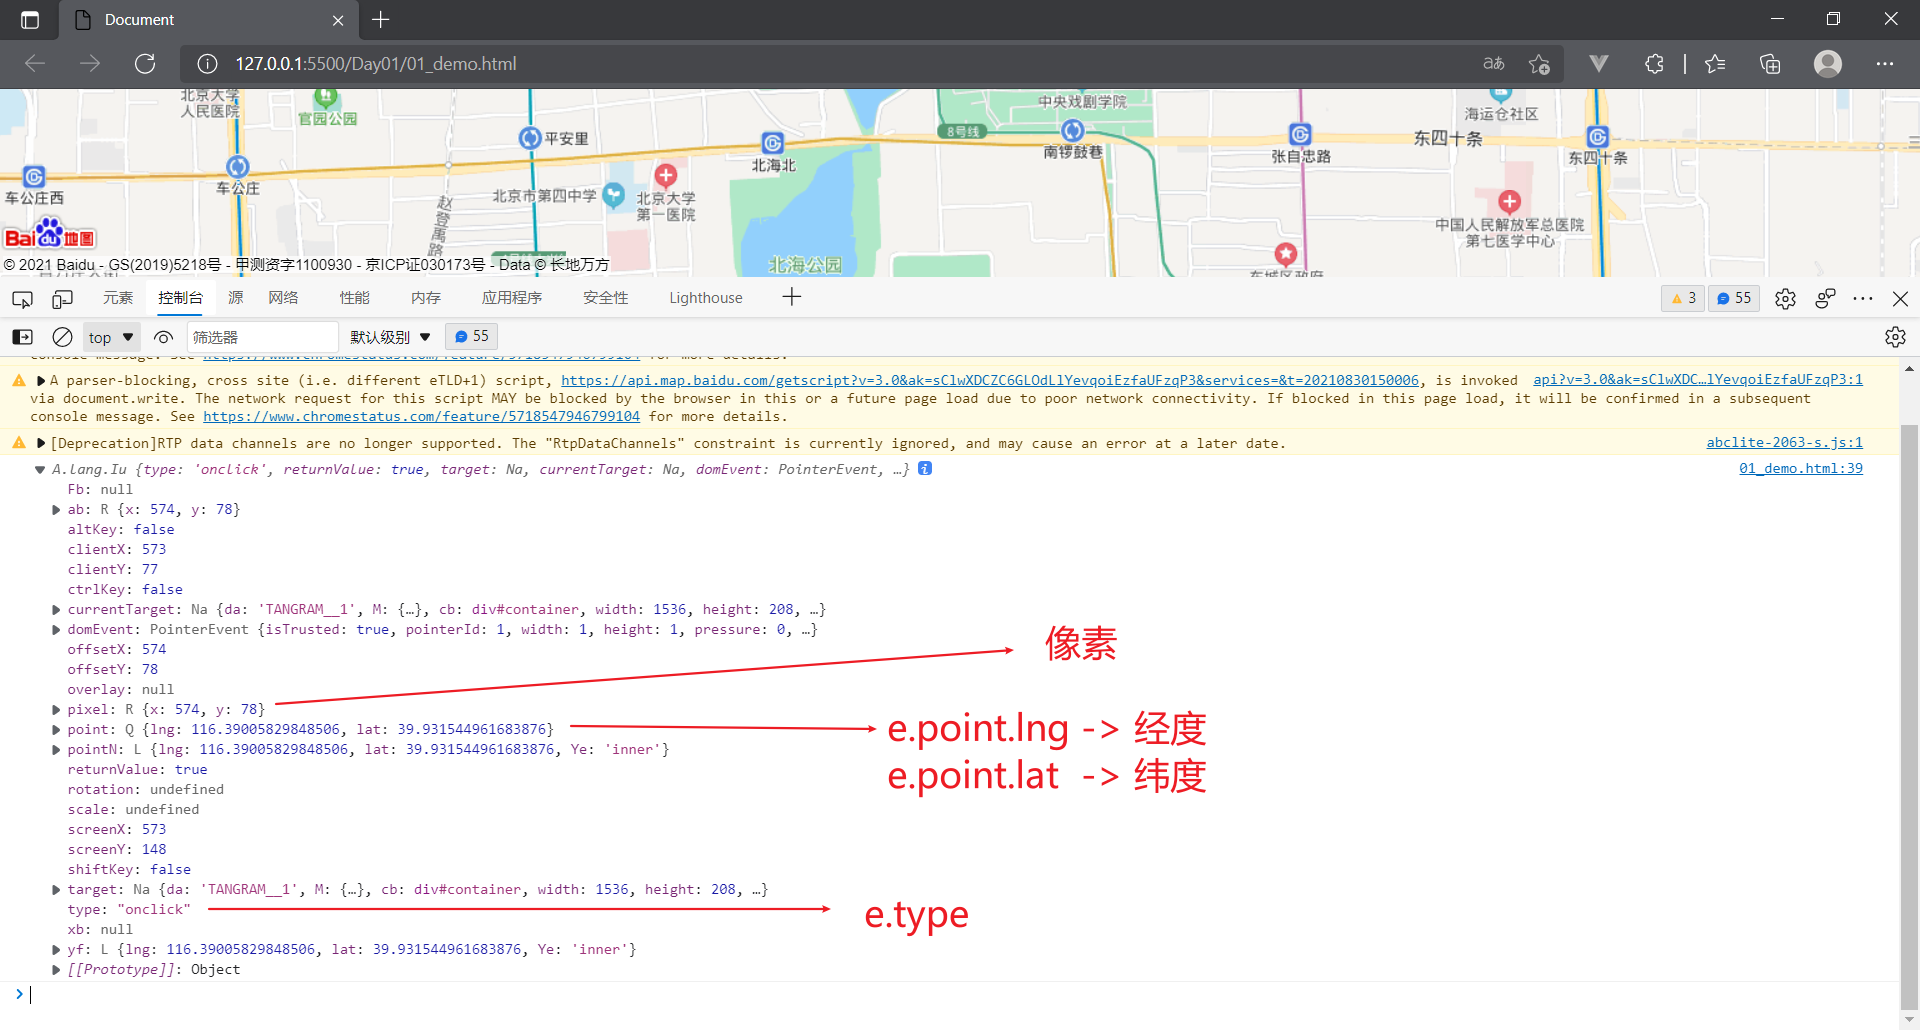 Document
127.0.0.1:5500/Day01/01_demo.html
北京大学
人民医院
官园公园
平安里
北海北
8号线
中央戏剧学院
南锣鼓巷
张自忠路
东四十条
海运仓社区
东四十条
车公庄西
车公庄
赵登禹路
北京市第四中学
北京大学
第一医院
中国人民解放军总医院
第七医学中心
北海公园
东城区政府
Bai du 地图
© 2021 Baidu - GS(2019)5218号 - 甲测资字1100930 - 京ICP证030173号 - Data © 长地万方
元素 控制台 源 网络 性能 内存 应用程序 安全性 Lighthouse 3 55
top 筛选器 默认级别 55
console message. See https://www.chromestatus.com/feature/5718547946799104 for more details.
A parser-blocking, cross site (i.e. different eTLD+1) script, https://api.map.baidu.com/getscript?v=3.0&ak=sClwXDCZC6GLOdLlYevqoiEzfaUFzqP3&services=&t=20210830150006, is invoked api?v=3.0&ak=sClwXDC…lYevqoiEzfaUFzqP3:1
via document.write. The network request for this script MAY be blocked by the browser in this or a future page load due to poor network connectivity. If blocked in this page load, it will be confirmed in a subsequent
console message. See https://www.chromestatus.com/feature/5718547946799104 for more details.
[Deprecation]RTP data channels are no longer supported. The "RtpDataChannels" constraint is currently ignored, and may cause an error at a later date. abclite-2063-s.js:1
A.lang.Iu {type: 'onclick', returnValue: true, target: Na, currentTarget: Na, domEvent: PointerEvent, …} 01_demo.html:39
Fb: null
ab: R {x: 574, y: 78}
altKey: false
clientX: 573
clientY: 77
ctrlKey: false
currentTarget: Na {da: 'TANGRAM__1', M: {…}, cb: div#container, width: 1536, height: 208, …}
domEvent: PointerEvent {isTrusted: true, pointerId: 1, width: 1, height: 1, pressure: 0, …}
offsetX: 574
offsetY: 78
overlay: null
像素
pixel: R {x: 574, y: 78}
point: Q {lng: 116.39005829848506, lat: 39.931544961683876}
e.point.lng -> 经度
pointN: L {lng: 116.39005829848506, lat: 39.931544961683876, Ye: 'inner'}
returnValue: true
e.point.lat -> 纬度
rotation: undefined
scale: undefined
screenX: 573
screenY: 148
shiftKey: false
target: Na {da: 'TANGRAM__1', M: {…}, cb: div#container, width: 1536, height: 208, …}
type: "onclick"
e.type
xb: null
yf: L {lng: 116.39005829848506, lat: 39.931544961683876, Ye: 'inner'}
[[Prototype]]: Object